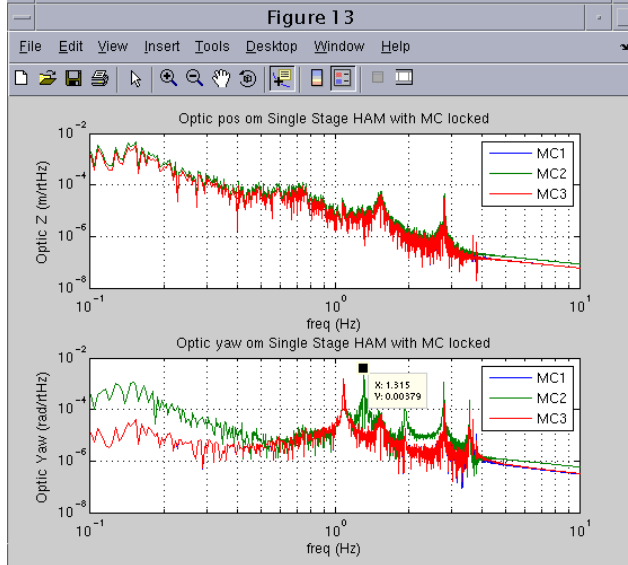 Figure 13
File Edit View Insert Tools Desktop Window Help
Optic pos om Single Stage HAM with MC locked
10^-2
10^-4
10^-6
10^-8
Optic Z (m/rtHz)
MC1
MC2
MC3
10^-1 10^0 10^1
freq (Hz)
Optic yaw om Single Stage HAM with MC locked
10^-2
10^-4
10^-6
10^-8
Optic Yaw (rad/rtHz)
X: 1.315
Y: 0.00379
MC1
MC2
MC3
10^-1 10^0 10^1
freq (Hz)